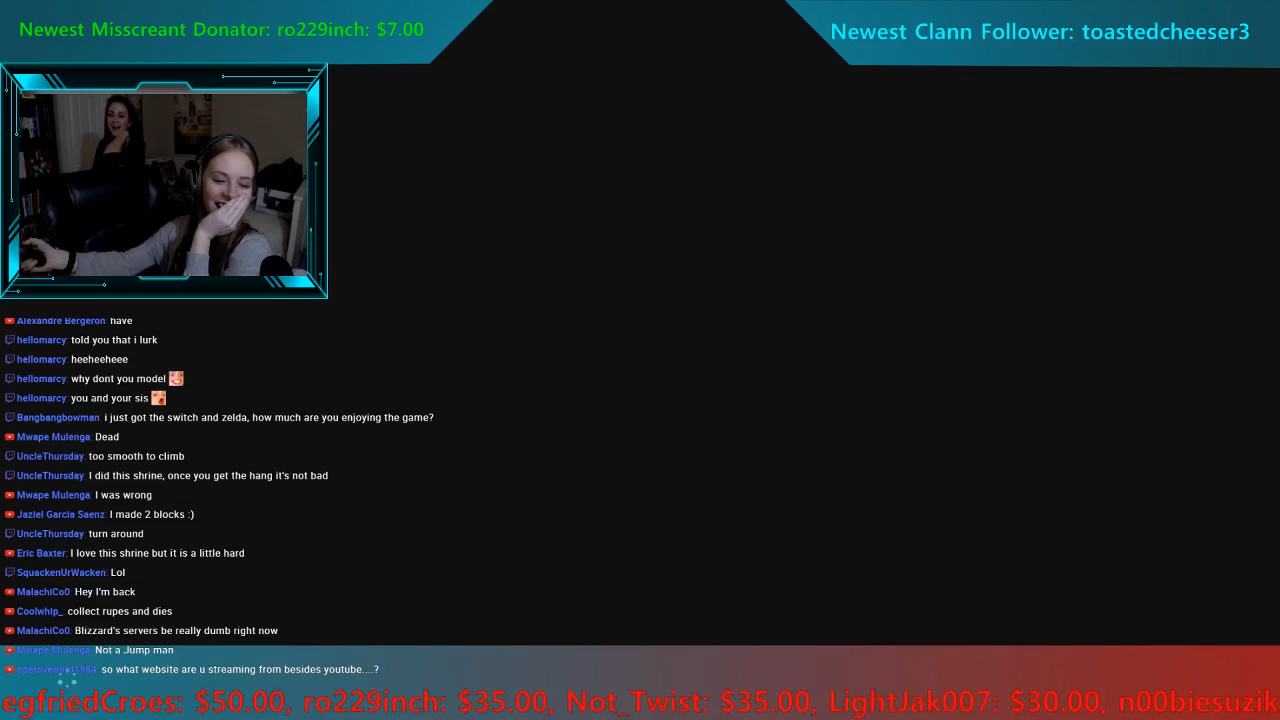 Newest Misscreant Donator: ro229inch: $7.00
Newest Clann Follower: toastedcheeser3
Alexandre Bergeron: have
hellomarcy: told you that i lurk
hellomarcy: heeheeheee
hellomarcy: why dont you model
hellomarcy: you and your sis
Bangbangbowman: i just got the switch and zelda, how much are you enjoying the game?
Mwape Mulenga: Dead
UncleThursday: too smooth to climb
UncleThursday: I did this shrine, once you get the hang it's not bad
Mwape Mulenga: I was wrong
Jaziel Garcia Saenz: I made 2 blocks :)
UncleThursday: turn around
Eric Baxter: I love this shrine but it is a little hard
SquackenUrWacken: Lol
MalachiCo0: Hey I'm back
Coolwhip_: collect rupes and dies
MalachiCo0: Blizzard's servers be really dumb right now
Mwape Mulenga: Not a Jump man
so what website are u streaming from besides youtube....?
egfriedCroes: $50.00, ro229inch: $35.00, Not_Twist: $35.00, LightJak007: $30.00, n00biesuzik